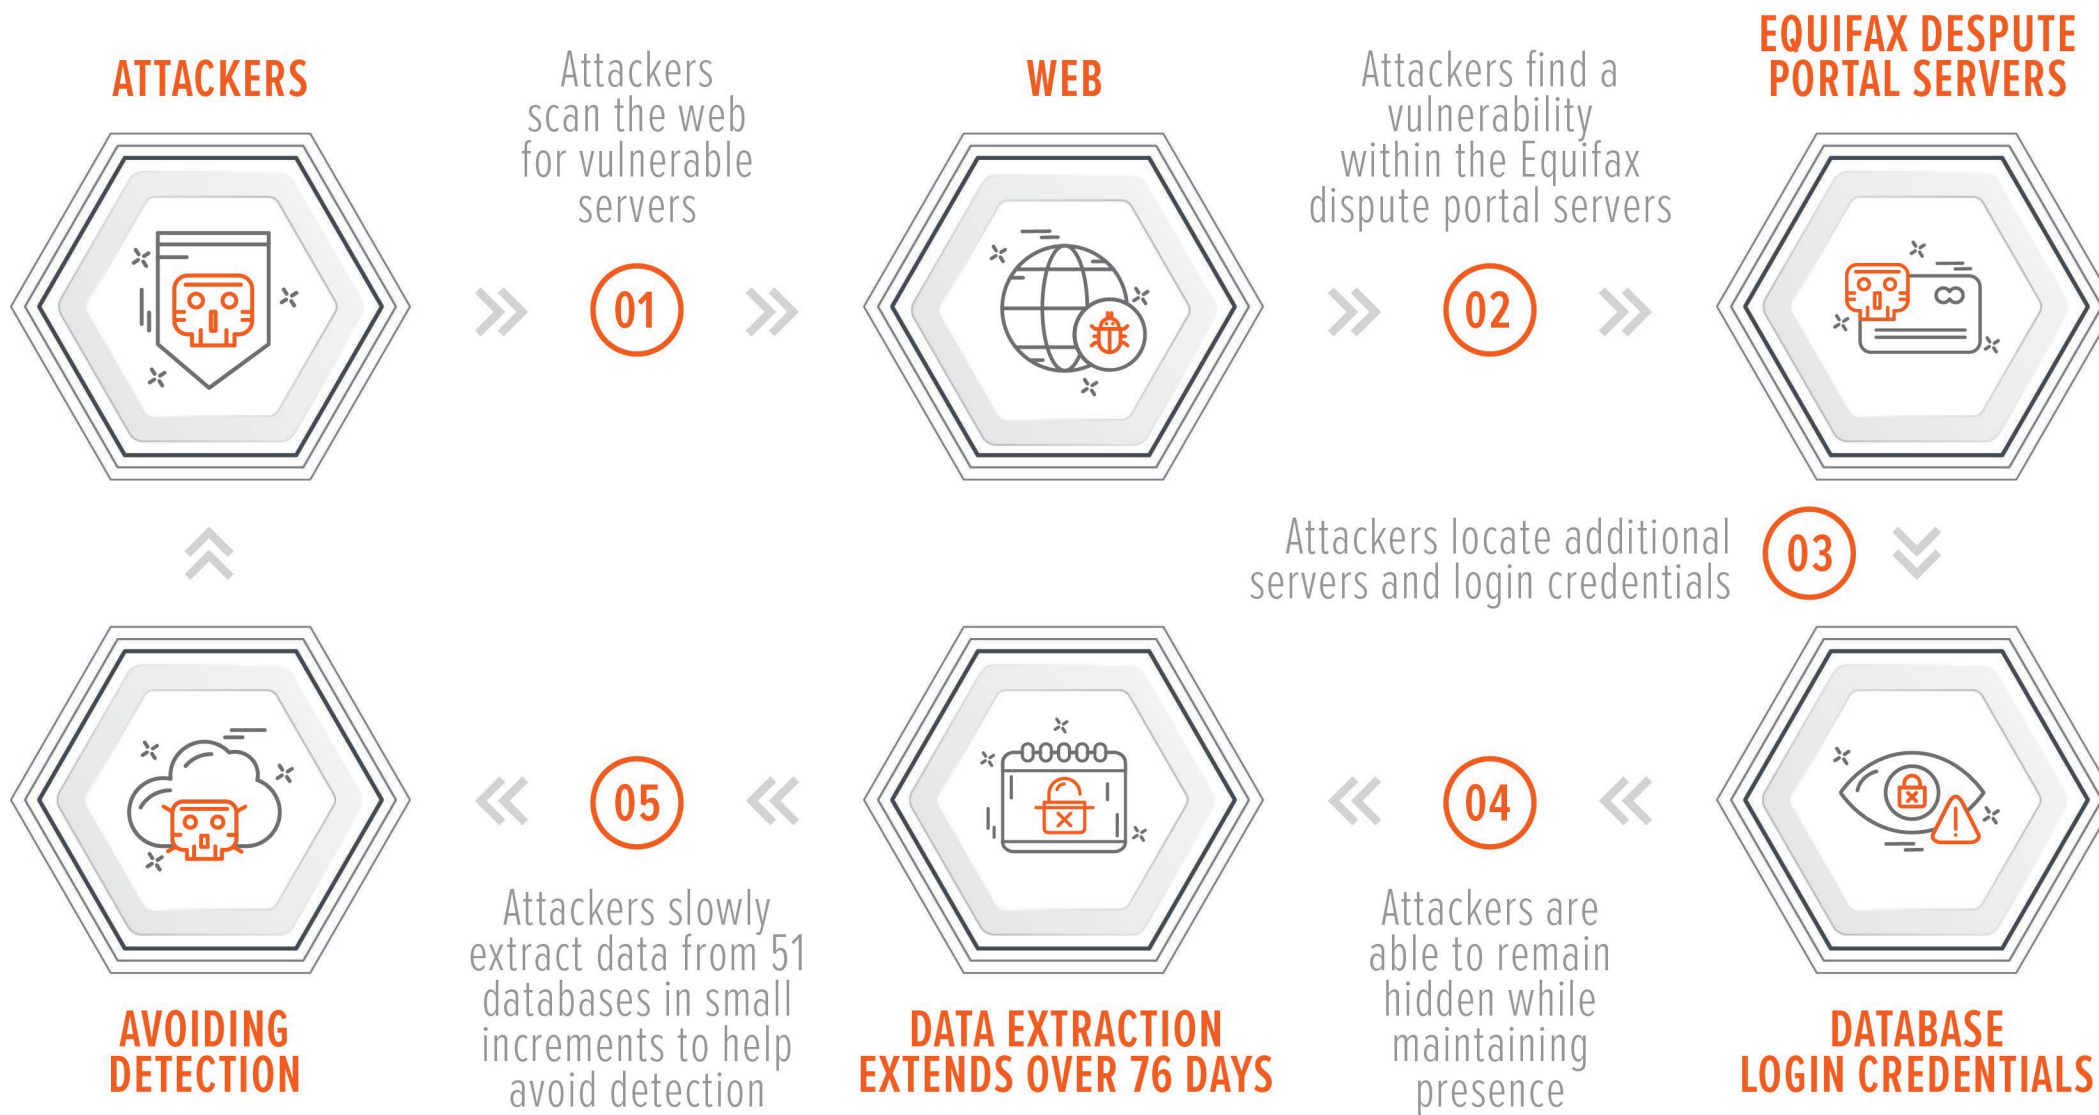 ATTACKERS
Attackers
scan the web
for vulnerable
servers
01
WEB
Attackers find a
vulnerability
within the Equifax
dispute portal servers
02
EQUIFAX DESPUTE
PORTAL SERVERS
Attackers locate additional
servers and login credentials
03
DATABASE
LOGIN CREDENTIALS
04
Attackers are
able to remain
hidden while
maintaining
presence
DATA EXTRACTION
EXTENDS OVER 76 DAYS
05
Attackers slowly
extract data from 51
databases in small
increments to help
avoid detection
AVOIDING
DETECTION